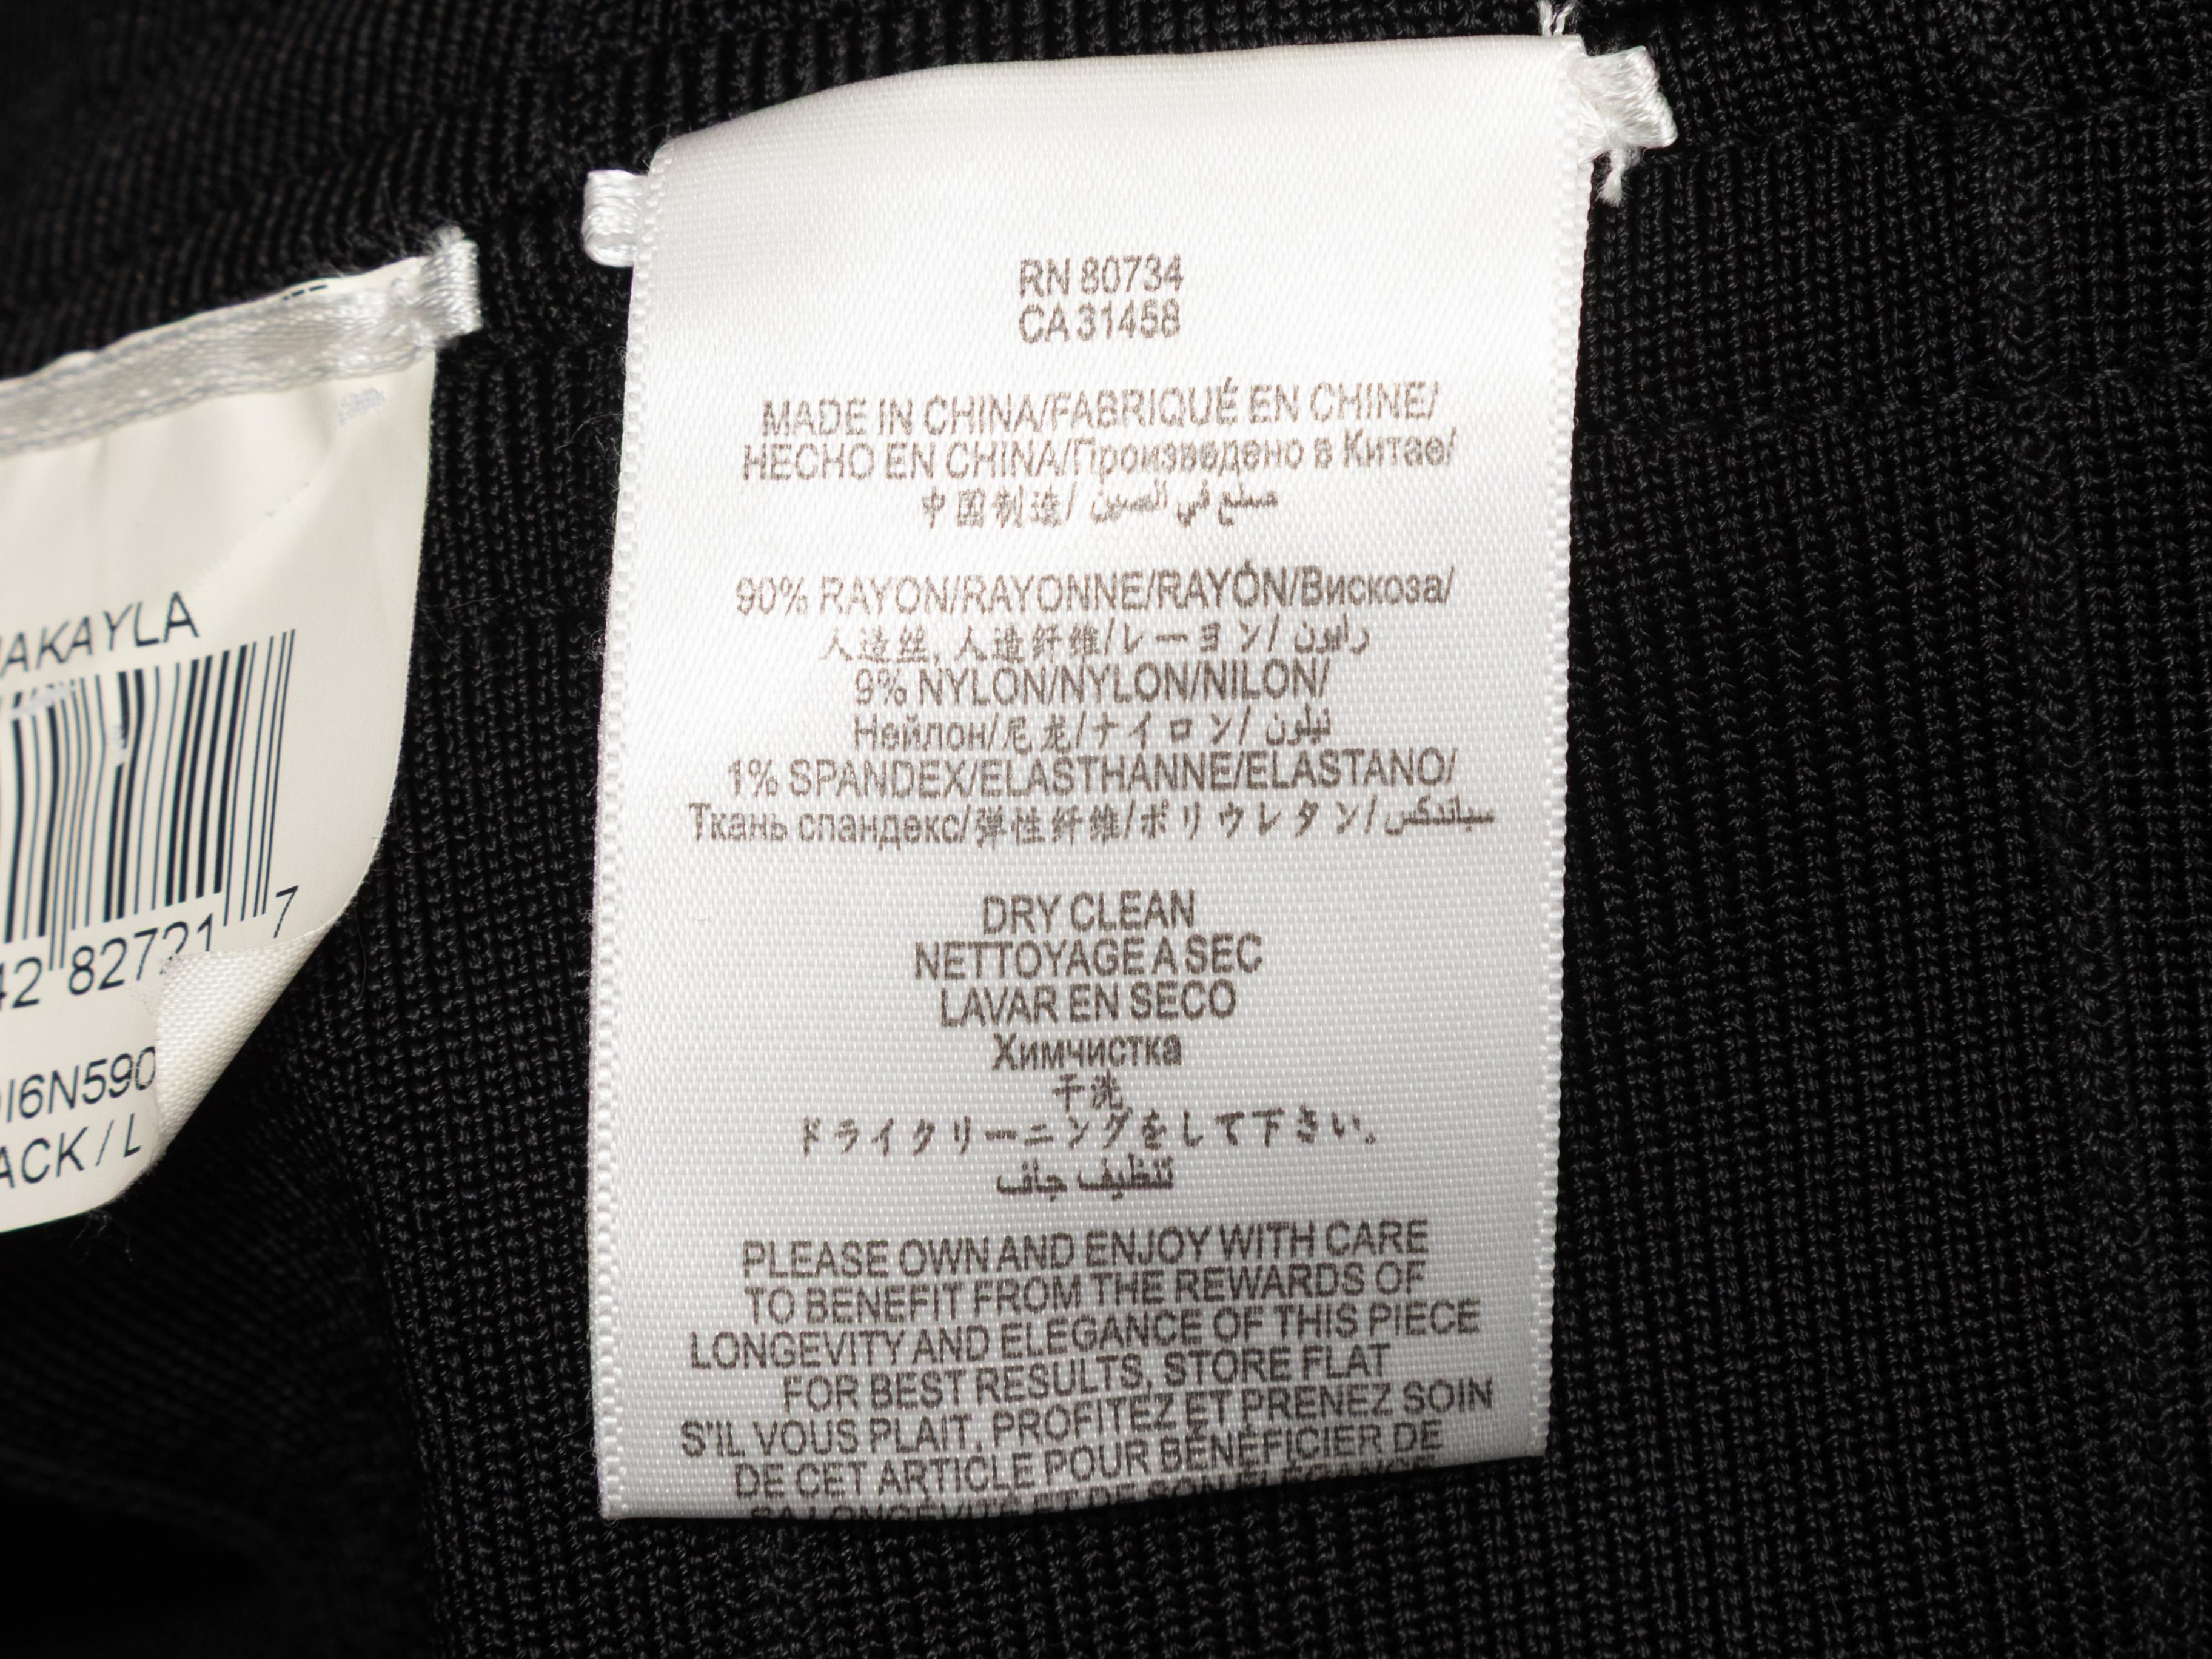 AKAYLA
42 82721 7
I6N590
ACK / L
RN 80734
CA 31458
MADE IN CHINA/FABRIQUÉ EN CHINE/
HECHO EN CHINA/Произведено в Китае/
中国制造/ صنع في الصين
90% RAYON/RAYONNE/RAYÓN/Вискоза/
人造丝, 人造纤维/レーヨン/ رايون
9% NYLON/NYLON/NILON/
Нейлон/尼龙/ナイロン/ نيلون
1% SPANDEX/ELASTHANNE/ELASTANO/
Ткань спандекс/弹性纤维/ポリウレタン/ سباندكس
DRY CLEAN
NETTOYAGE A SEC
LAVAR EN SECO
Химчистка
干洗
ドライクリーニングをして下さい。
تنظيف جاف
PLEASE OWN AND ENJOY WITH CARE
TO BENEFIT FROM THE REWARDS OF
LONGEVITY AND ELEGANCE OF THIS PIECE
FOR BEST RESULTS, STORE FLAT
S'IL VOUS PLAIT, PROFITEZ ET PRENEZ SOIN
DE CET ARTICLE POUR BÉNÉFICIER DE